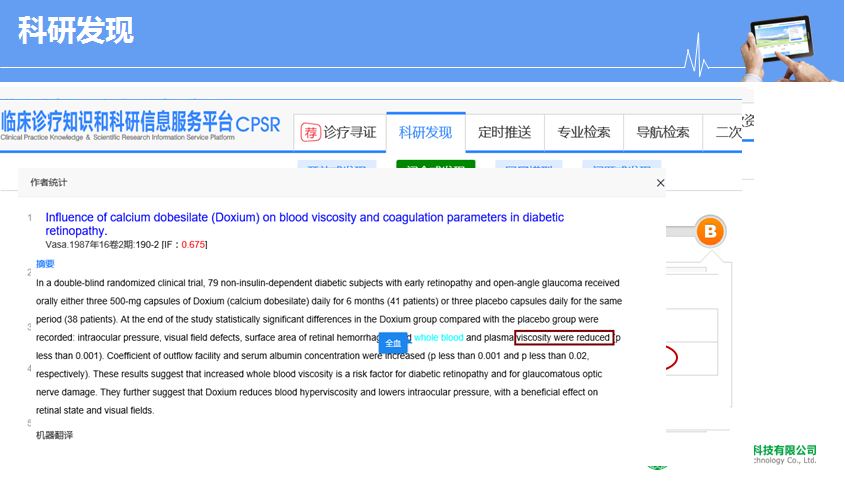 科研发现
临床诊疗知识和科研信息服务平台CPSR
Clinical Practice Knowledge & Scientific Research Information Service Platform
荐 诊疗寻证 科研发现 定时推送 专业检索 导航检索 二次
作者统计
1 Influence of calcium dobesilate (Doxium) on blood viscosity and coagulation parameters in diabetic
retinopathy.
Vasa.1987年16卷2期:190-2 [IF：0.675]
摘要
2
In a double-blind randomized clinical trial, 79 non-insulin-dependent diabetic subjects with early retinopathy and open-angle glaucoma received
orally either three 500-mg capsules of Doxium (calcium dobesilate) daily for 6 months (41 patients) or three placebo capsules daily for the same
period (38 patients). At the end of the study statistically significant differences in the Doxium group compared with the placebo group were
3
recorded: intraocular pressure, visual field defects, surface area of retinal whole blood and plasma viscosity were reduced (p
全血
less than 0.001). Coefficient of outflow facility and serum albumin concentration were increased (p less than 0.001 and p less than 0.02,
4
respectively). These results suggest that increased whole blood viscosity is a risk factor for diabetic retinopathy and for glaucomatous optic
nerve damage. They further suggest that Doxium reduces blood hyperviscosity and lowers intraocular pressure, with a beneficial effect on
retinal state and visual fields.
5
机器翻译
B
科技有限公司
chnology Co., Ltd.